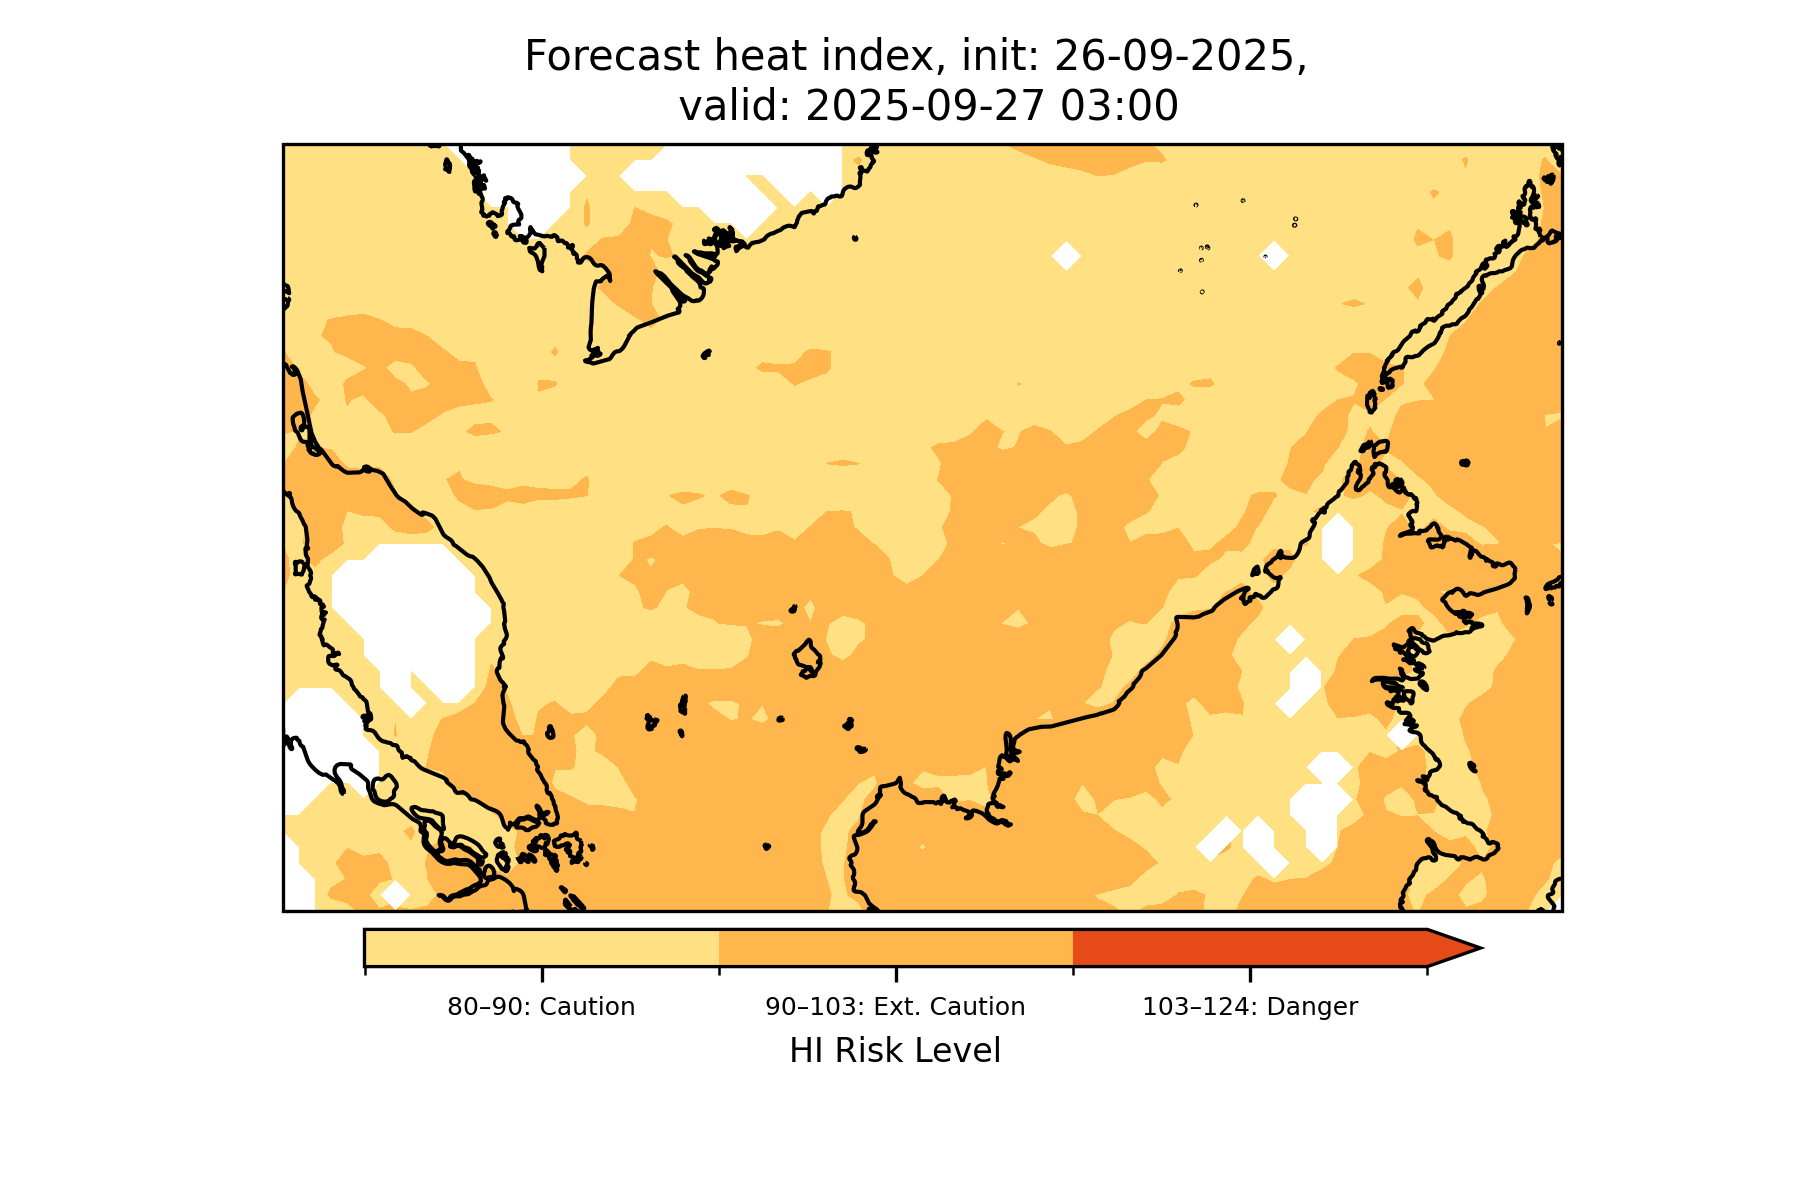 Forecast heat index, init: 26-09-2025,
valid: 2025-09-27 03:00
80–90: Caution
90–103: Ext. Caution
103–124: Danger
HI Risk Level